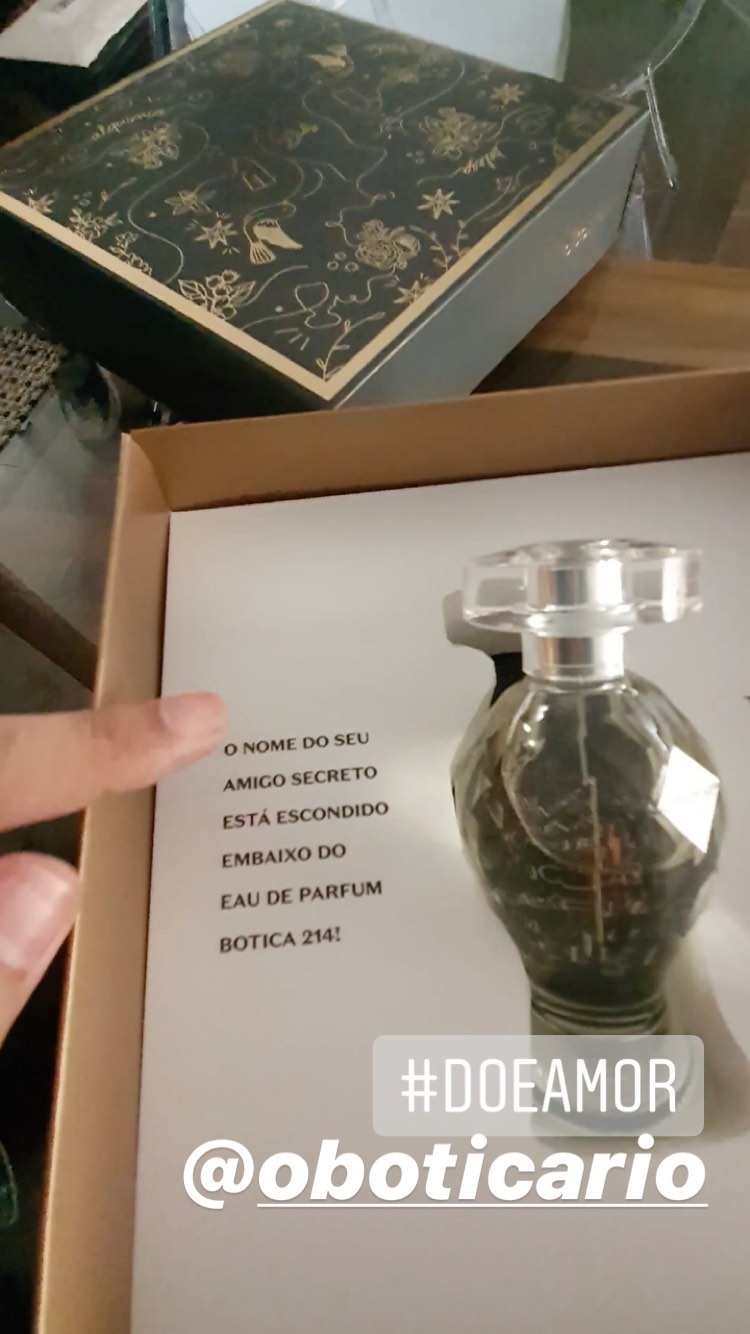 O NOME DO SEU
AMIGO SECRETO
ESTÁ ESCONDIDO
EMBAIXO DO
EAU DE PARFUM
BOTICA 214!
#DOEAMOR
@oboticario